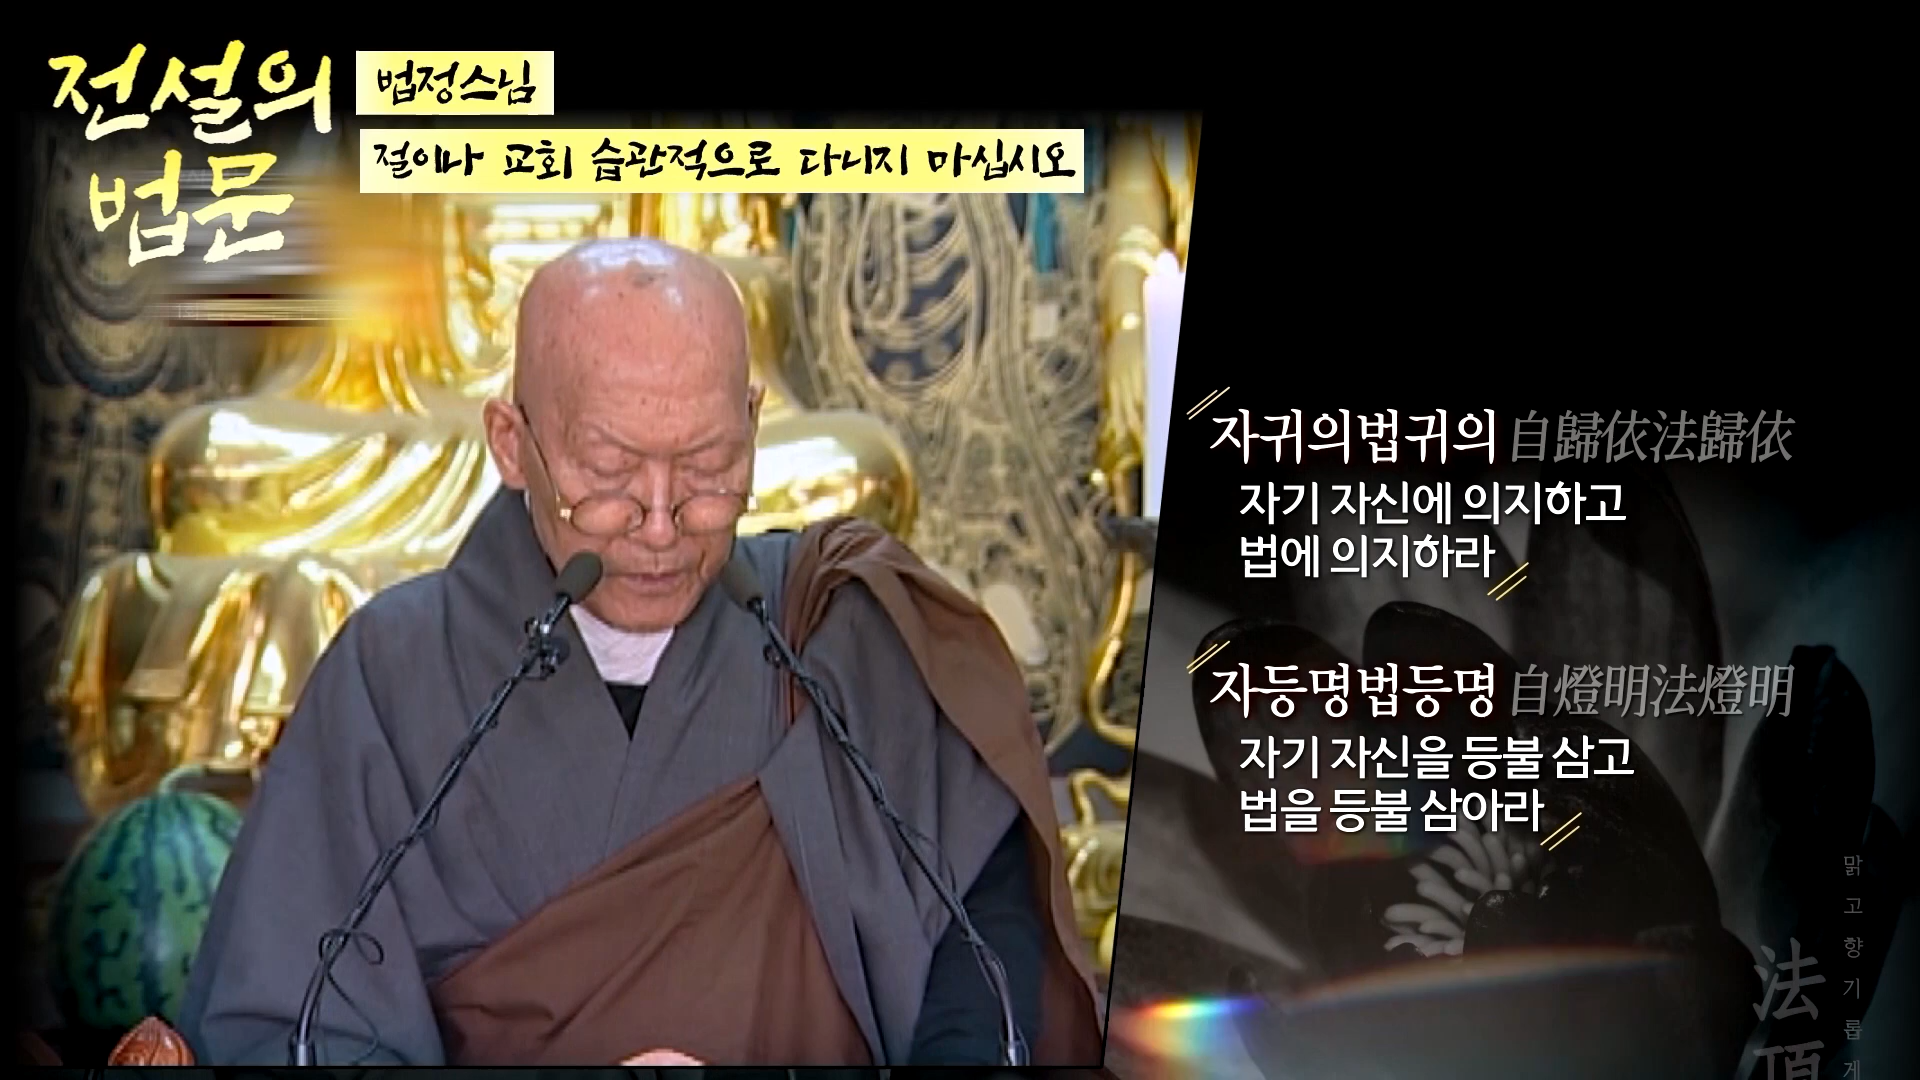 전설의
법문
법정스님
절이나 교회 습관적으로 다니지 마십시오
자귀의법귀의 自歸依法歸依
자기 자신에 의지하고
법에 의지하라
자등명법등명 自燈明法燈明
자기 자신을 등불 삼고
법을 등불 삼아라
맑고 향기롭게
法頂